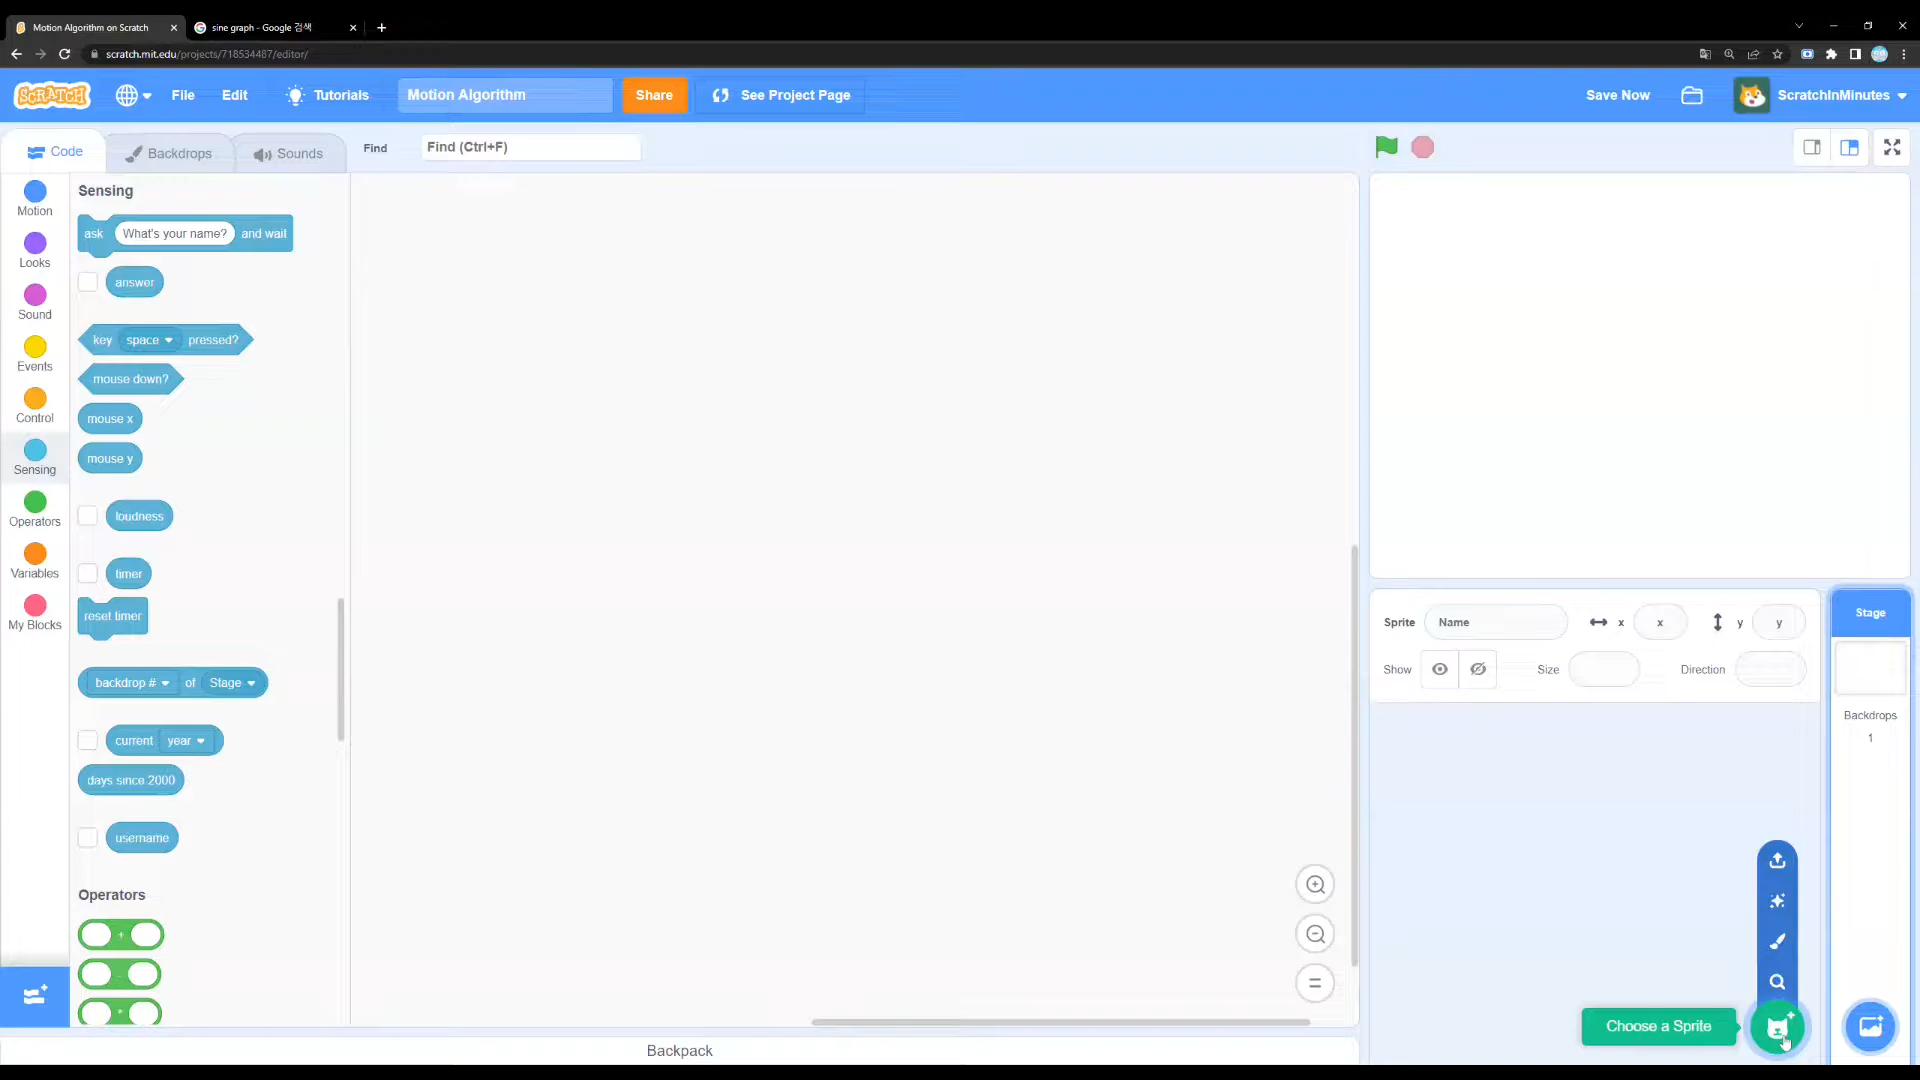 Motion Algorithm on Scratch
sine graph - Google 검색
scratch.mit.edu/projects/718534487/editor/
SCRATCH
File
Edit
Tutorials
Motion Algorithm
Share
See Project Page
Save Now
ScratchInMinutes
Code
Backdrops
Sounds
Find
Find (Ctrl+F)
Motion
Looks
Sound
Events
Control
Sensing
Operators
Variables
My Blocks
Sensing
ask What's your name? and wait
answer
key space pressed?
mouse down?
mouse x
mouse y
loudness
timer
reset timer
backdrop # of Stage
current year
days since 2000
username
Operators
+
-
*
Backpack
Sprite Name x x y y
Show Size Direction
Stage
Backdrops
1
Choose a Sprite